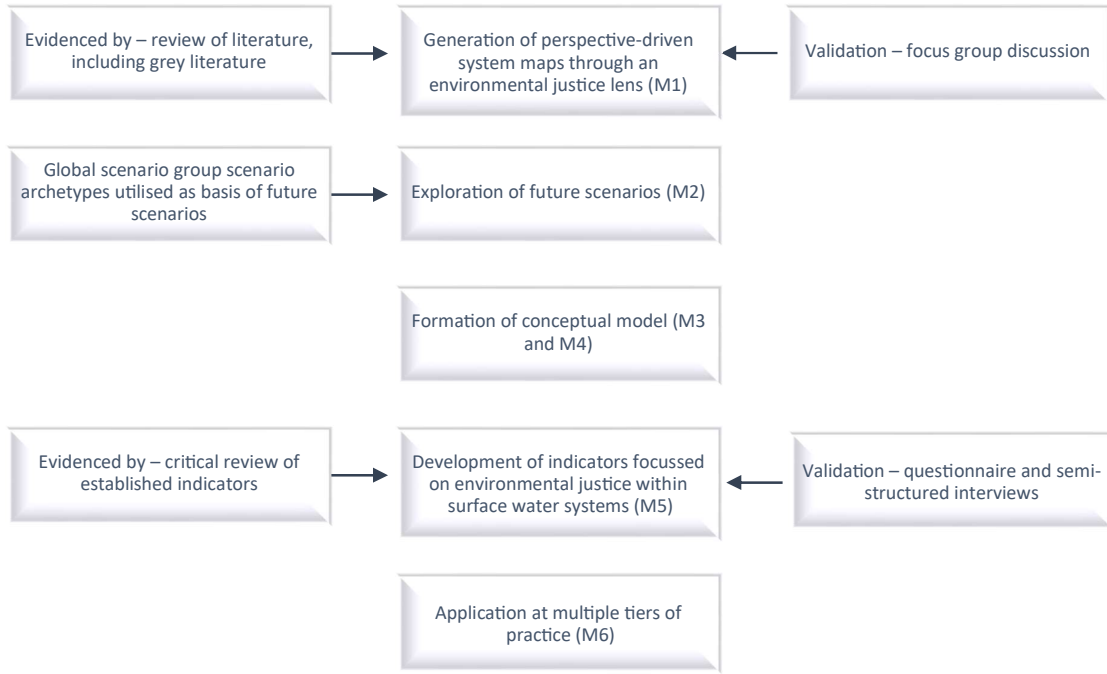 Evidenced by – review of literature,
including grey literature
Generation of perspective-driven
system maps through an
environmental justice lens (M1)
Validation – focus group discussion
Global scenario group scenario
archetypes utilised as basis of future
scenarios
Exploration of future scenarios (M2)
Formation of conceptual model (M3
and M4)
Evidenced by – critical review of
established indicators
Development of indicators focussed
on environmental justice within
surface water systems (M5)
Validation – questionnaire and semi-
structured interviews
Application at multiple tiers of
practice (M6)